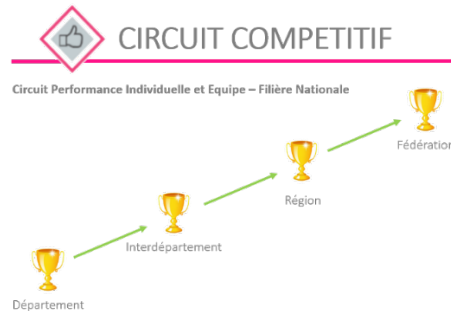 CIRCUIT COMPETITIF
Circuit Performance Individuelle et Equipe – Filière Nationale
Fédération
Région
Interdépartement
Département